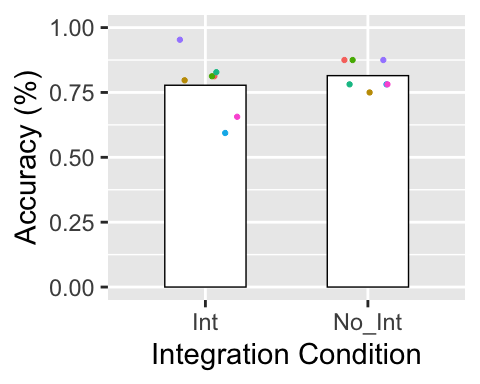 Accuracy (%)
1.00
0.75
0.50
0.25
0.00
Int No_Int
Integration Condition